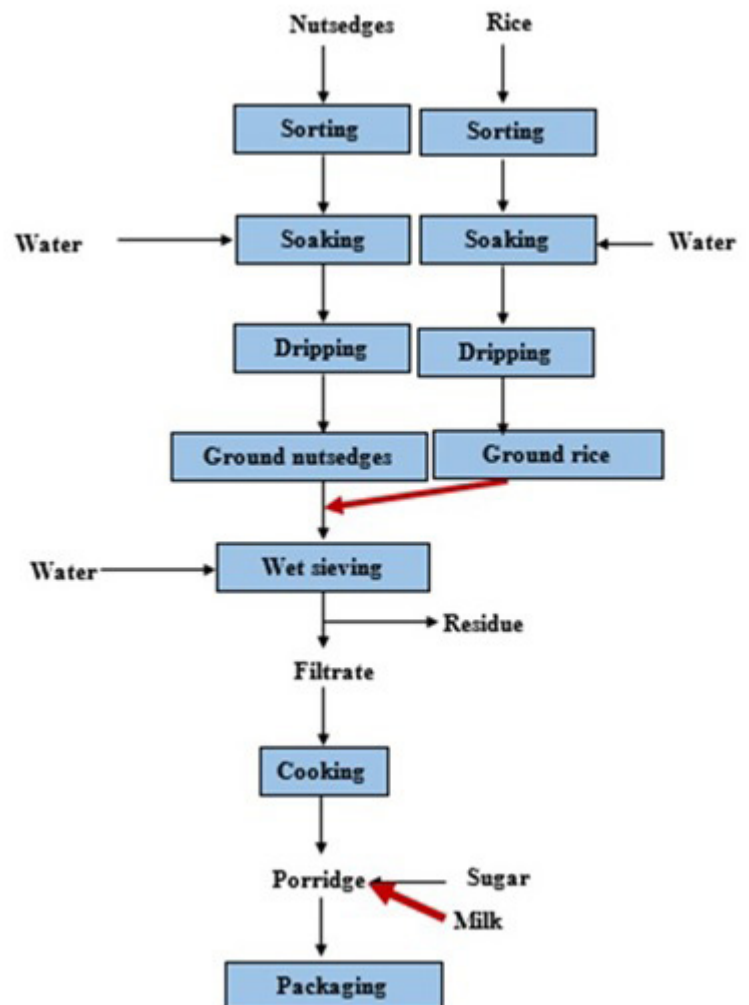 Nutsedges Rice
Sorting Sorting
Water Soaking Soaking Water
Dripping Dripping
Ground nutsedges Ground rice
Water Wet sieving
Residue
Filtrate
Cooking
Porridge Sugar
Milk
Packaging